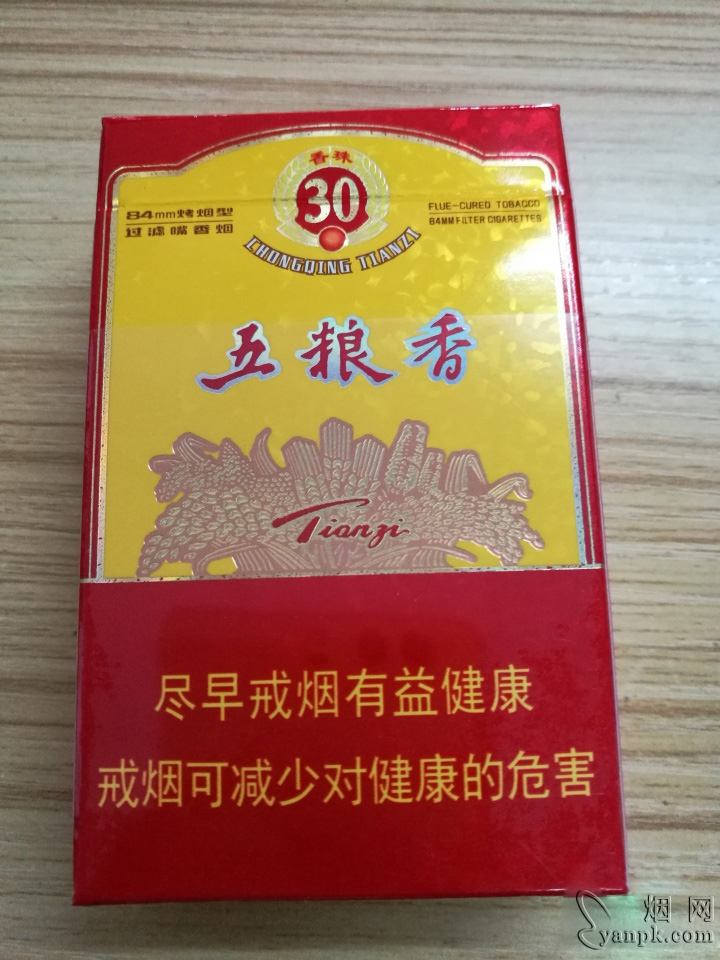 香珠
30
84mm烤烟型
过滤嘴香烟
FLUE-CURED TOBACCO
84MM FILTER CIGARETTES
CHONGQING TIANZI
五粮香
Tianzi
尽早戒烟有益健康
戒烟可减少对健康的危害
烟网
yanpk.com